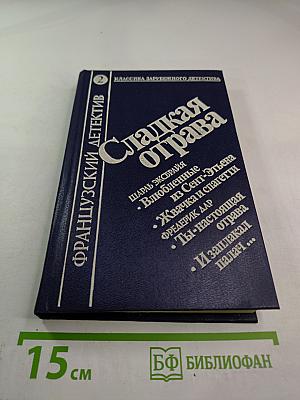 2
КЛАССИКА ЗАРУБЕЖНОГО ДЕТЕКТИВА
ФРАНЦУЗСКИЙ ДЕТЕКТИВ
Сладкая
отрава
ШАРЛЬ ЭКСБРАЙЯ
• Влюбленные
из Сент-Этьена
• Жвачка и спагетти
ФРЕДЕРИК ДАР
• Ты-настоящая
отрава
• И заплакал
палач...
15 см
БФ БИБЛИОФАН